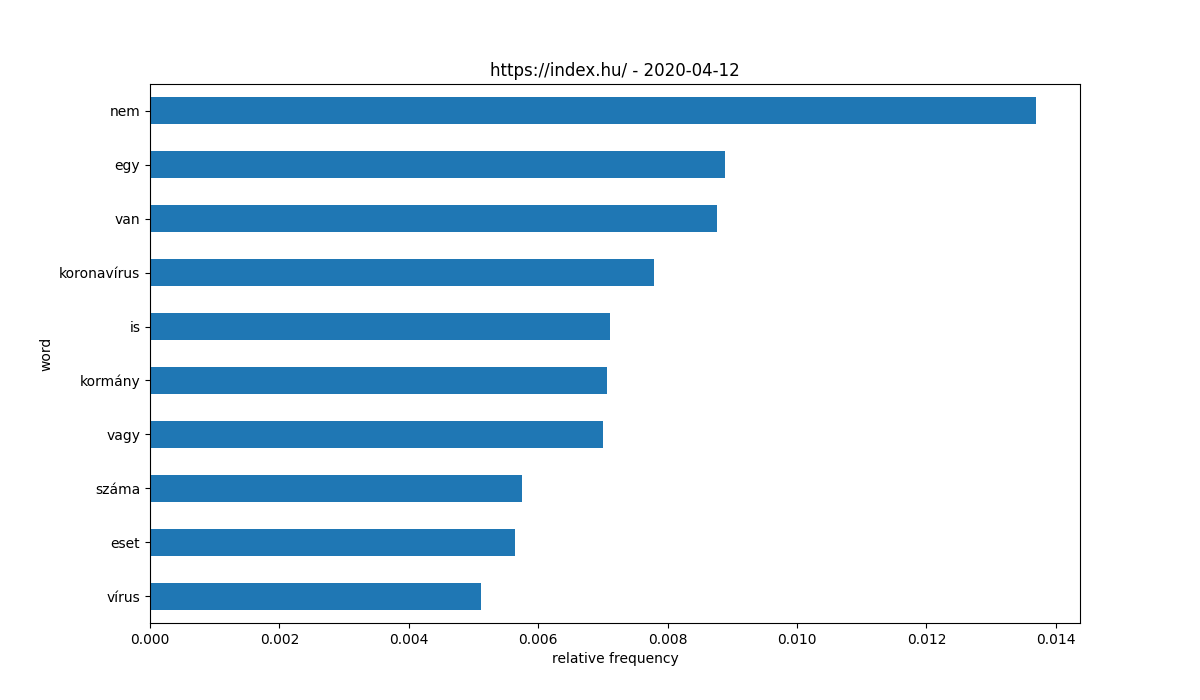 https://index.hu/ - 2020-04-12
nem
egy
van
koronavírus
is
kormány
vagy
száma
eset
vírus
word
0.000 0.002 0.004 0.006 0.008 0.010 0.012 0.014
relative frequency